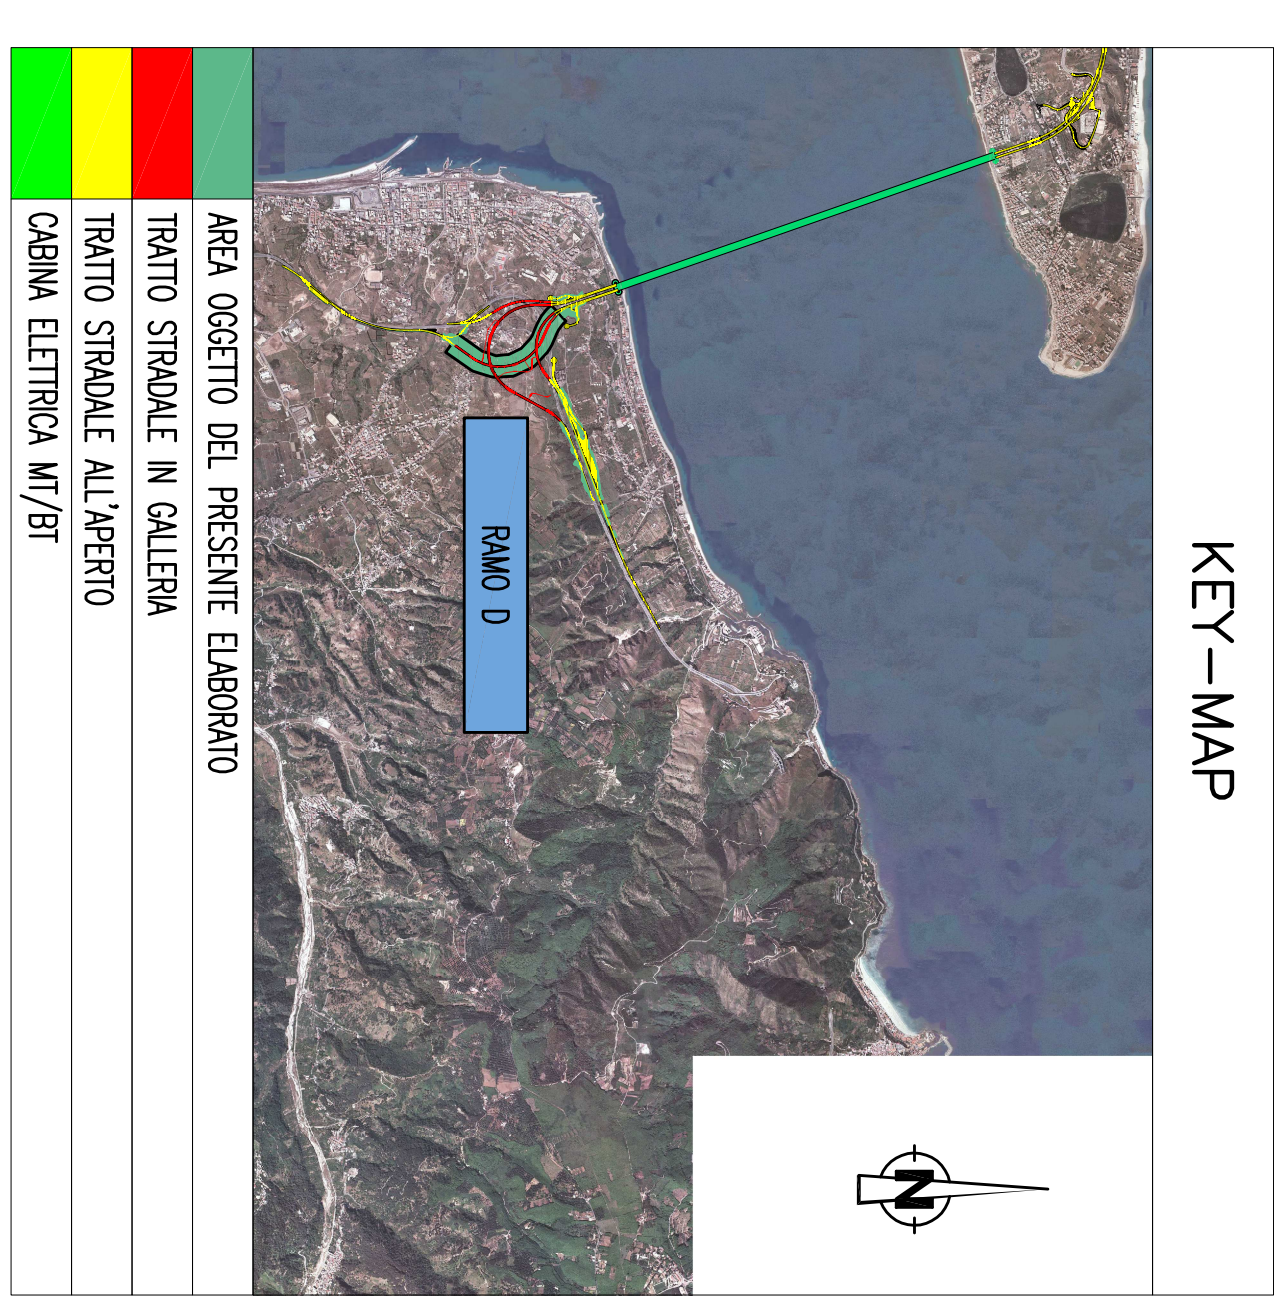 KEY-MAP
N
RAMO D
AREA OGGETTO DEL PRESENTE ELABORATO
TRATTO STRADALE IN GALLERIA
TRATTO STRADALE ALL'APERTO
CABINA ELETTRICA MT/BT